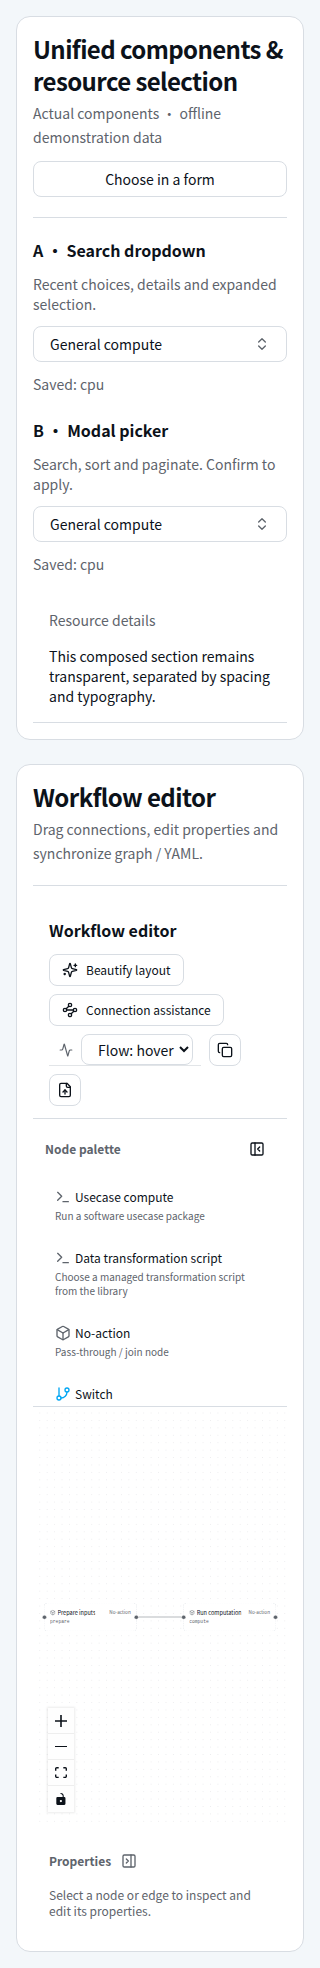 Unified components &
resource selection
Actual components • offline
demonstration data
Choose in a form
A • Search dropdown
Recent choices, details and expanded
selection.
General compute
Saved: cpu
B • Modal picker
Search, sort and paginate. Confirm to
apply.
General compute
Saved: cpu
Resource details
This composed section remains
transparent, separated by spacing
and typography.
Workflow editor
Drag connections, edit properties and
synchronize graph / YAML.
Workflow editor
Beautify layout
Connection assistance
Flow: hover
Node palette
Usecase compute
Run a software usecase package
Data transformation script
Choose a managed transformation script
from the library
No-action
Pass-through / join node
Switch
Prepare inputs No-action Run computation No-action
prepare compute
Properties
Select a node or edge to inspect and
edit its properties.